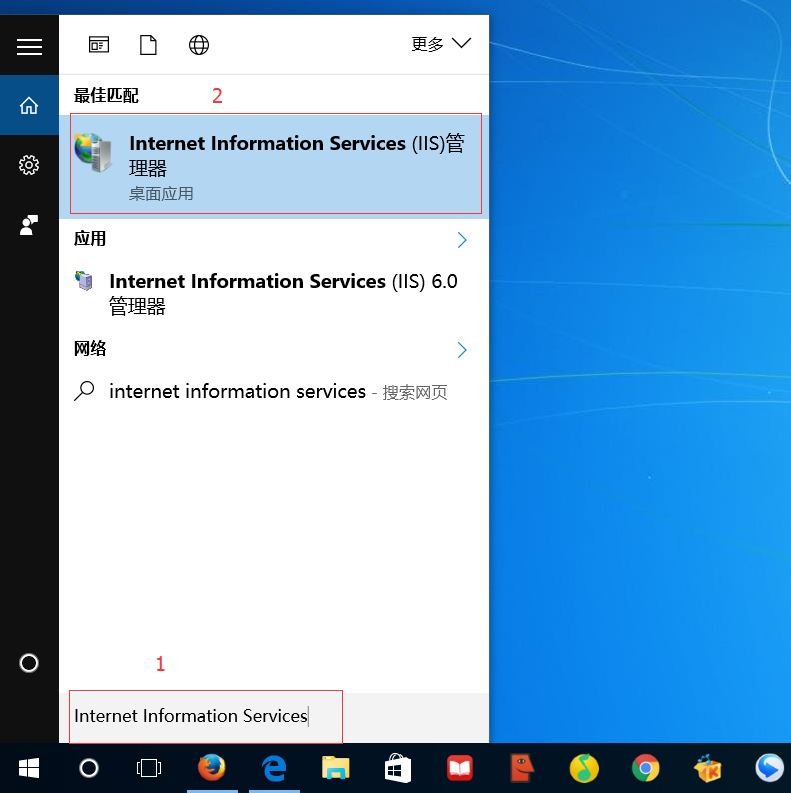 更多
最佳匹配
2
Internet Information Services (IIS)管
理器
桌面应用
应用
Internet Information Services (IIS) 6.0
管理器
网络
internet information services - 搜索网页
1
Internet Information Services